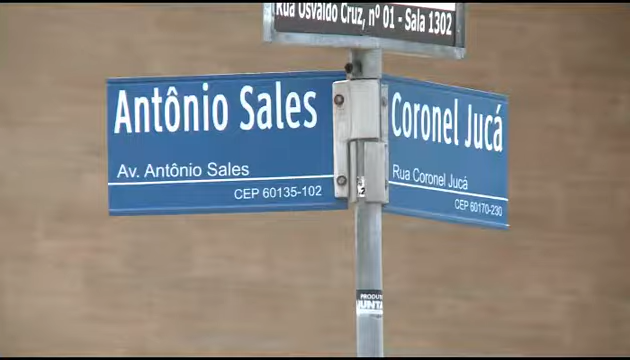 Rua Osvaldo Cruz, nº 01 - Sala 1302
Antônio Sales
Av. Antônio Sales
CEP 60135-102
Coronel Jucá
Rua Coronel Jucá
CEP 60170-230
PRODUTO